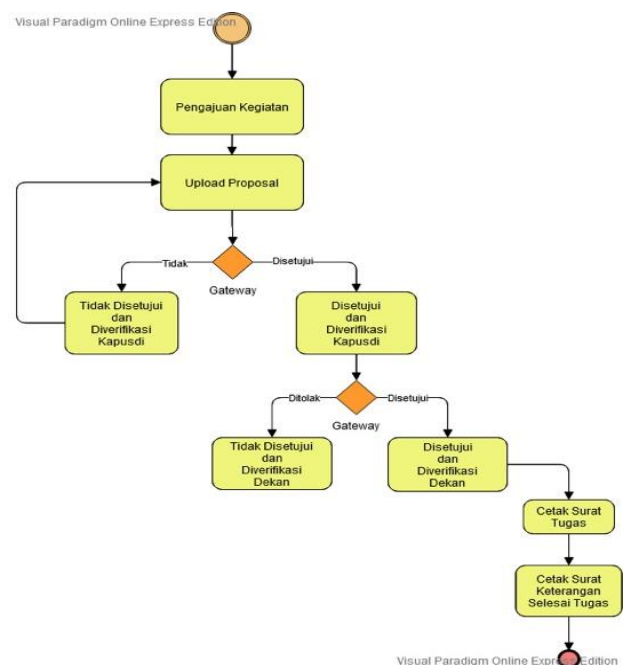 Visual Paradigm Online Express Edition
Pengajuan Kegiatan
Upload Proposal
Tidak
Disetujui
Gateway
Tidak Disetujui
dan
Diverifikasi
Kapusdi
Disetujui
dan
Diverifikasi
Kapusdi
Ditolak
Disetujui
Gateway
Tidak Disetujui
dan
Diverifikasi
Dekan
Disetujui
dan
Diverifikasi
Dekan
Cetak Surat
Tugas
Cetak Surat
Keterangan
Selesai Tugas
Visual Paradigm Online Express Edition